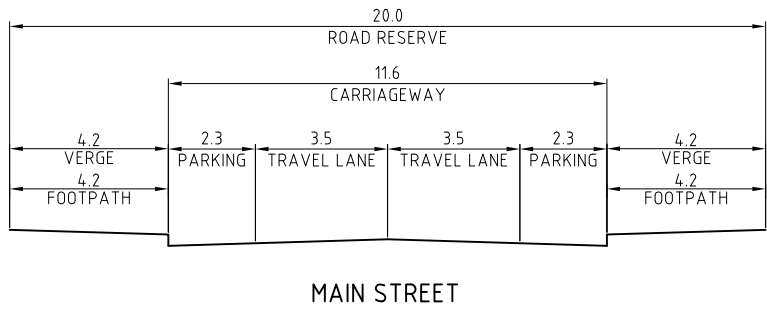 20.0
ROAD RESERVE
11.6
CARRIAGEWAY
4.2 2.3 3.5 3.5 2.3 4.2
VERGE PARKING TRAVEL LANE TRAVEL LANE PARKING VERGE
4.2 4.2
FOOTPATH FOOTPATH
MAIN STREET